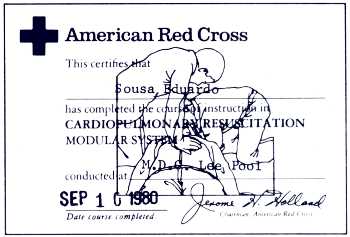 American Red Cross
This certifies that
Sousa Eduardo
has completed the course of instruction in
CARDIOPULMONARY RESUSCITATION
MODULAR SYSTEM
M.D.C. Lee Pool
conducted at
SEP 10 1980
Jerome H. Holland
Date course completed
Chairman, American Red Cross